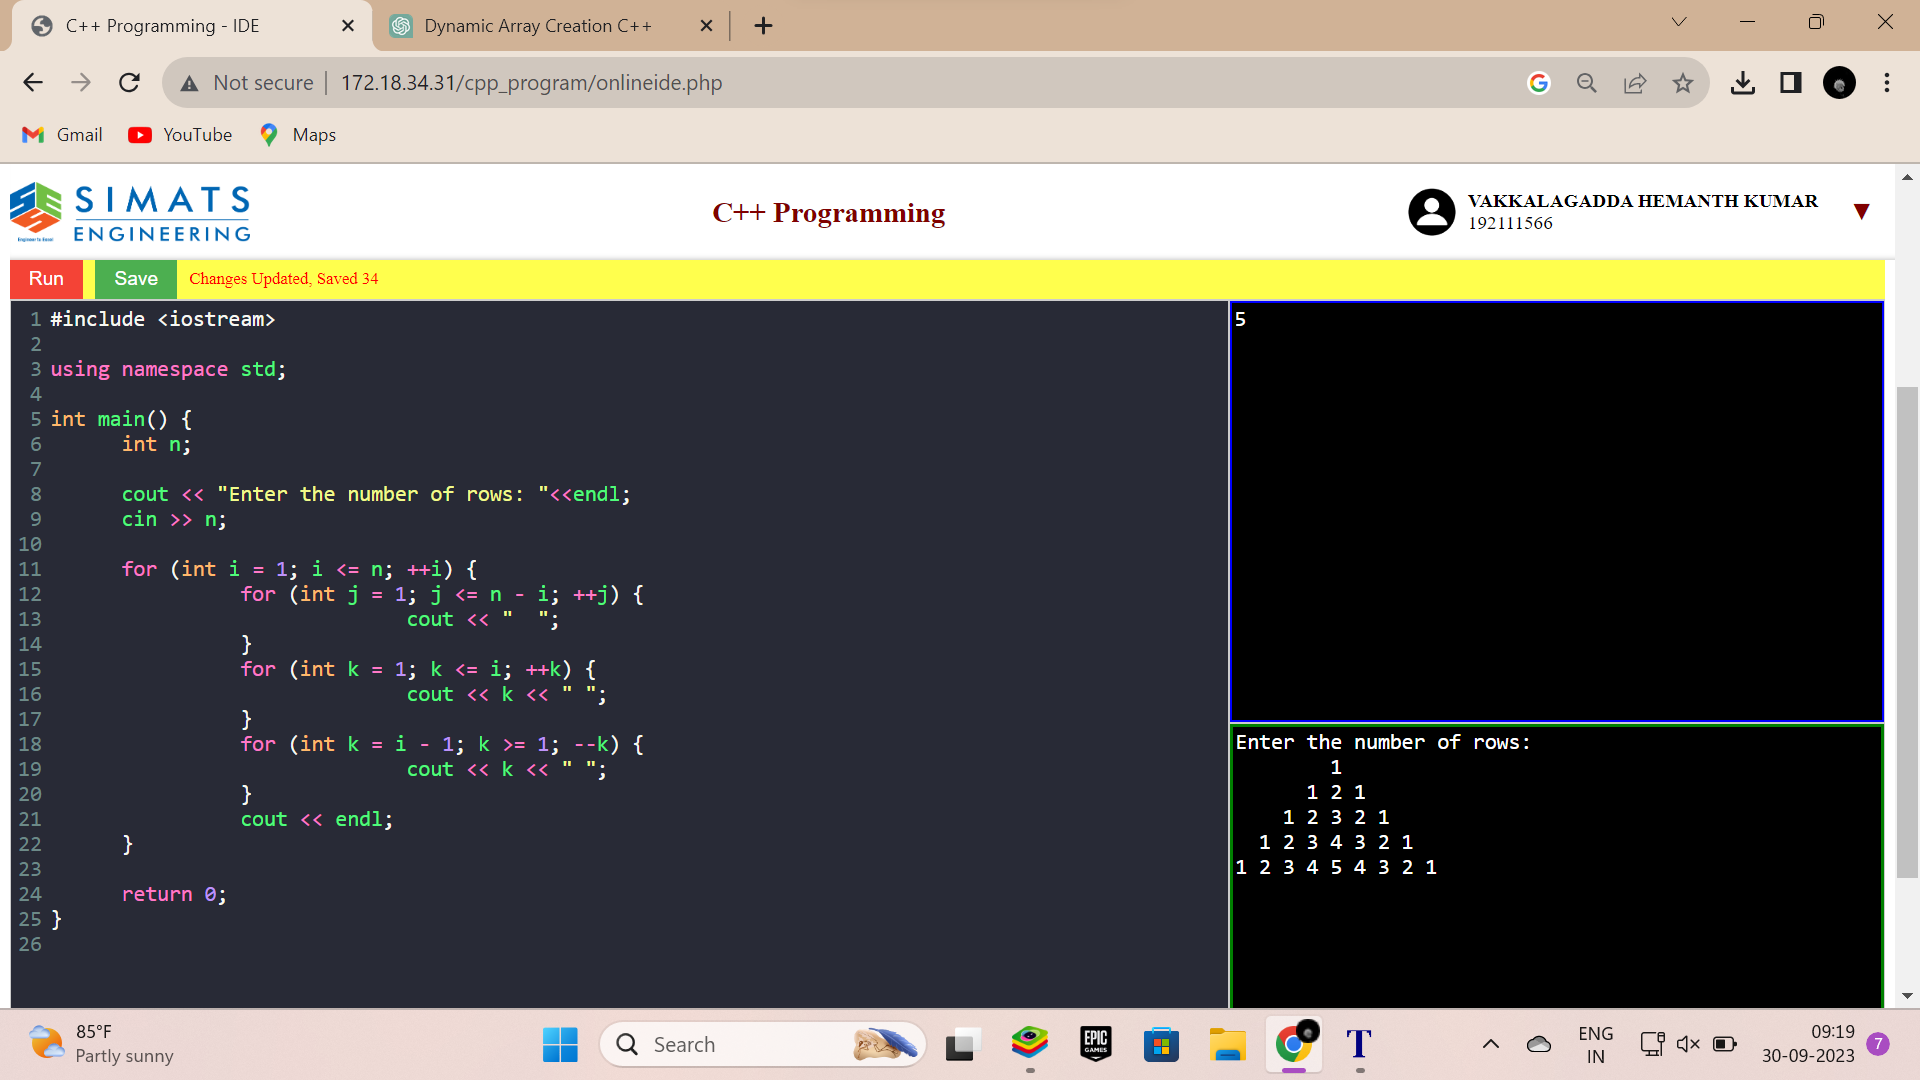 C++ Programming - IDE
Dynamic Array Creation C++
Not secure | 172.18.34.31/cpp_program/onlineide.php
Gmail YouTube Maps
SIMATS
ENGINEERING
Engineer to Excel
C++ Programming
VAKKALAGADDA HEMANTH KUMAR
192111566
Run Save Changes Updated, Saved 34
1 #include <iostream>
2
3 using namespace std;
4
5 int main() {
6 int n;
7
8 cout << "Enter the number of rows: "<<endl;
9 cin >> n;
10
11 for (int i = 1; i <= n; ++i) {
12 for (int j = 1; j <= n - i; ++j) {
13 cout << "  ";
14 }
15 for (int k = 1; k <= i; ++k) {
16 cout << k << " ";
17 }
18 for (int k = i - 1; k >= 1; --k) {
19 cout << k << " ";
20 }
21 cout << endl;
22 }
23
24 return 0;
25 }
26
5
Enter the number of rows:
1
1 2 1
1 2 3 2 1
1 2 3 4 3 2 1
1 2 3 4 5 4 3 2 1
85°F
Partly sunny
Search
EPIC
GAMES
T
ENG
IN
09:19
30-09-2023
7